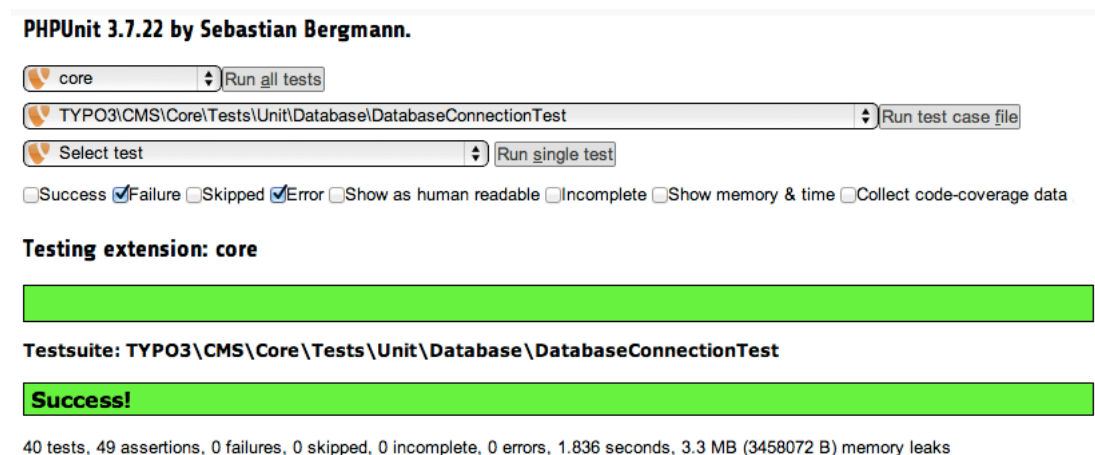 PHPUnit 3.7.22 by Sebastian Bergmann.
core Run all tests
TYPO3\CMS\Core\Tests\Unit\Database\DatabaseConnectionTest Run test case file
Select test Run single test
Success Failure Skipped Error Show as human readable Incomplete Show memory & time Collect code-coverage data
Testing extension: core
Testsuite: TYPO3\CMS\Core\Tests\Unit\Database\DatabaseConnectionTest
Success!
40 tests, 49 assertions, 0 failures, 0 skipped, 0 incomplete, 0 errors, 1.836 seconds, 3.3 MB (3458072 B) memory leaks